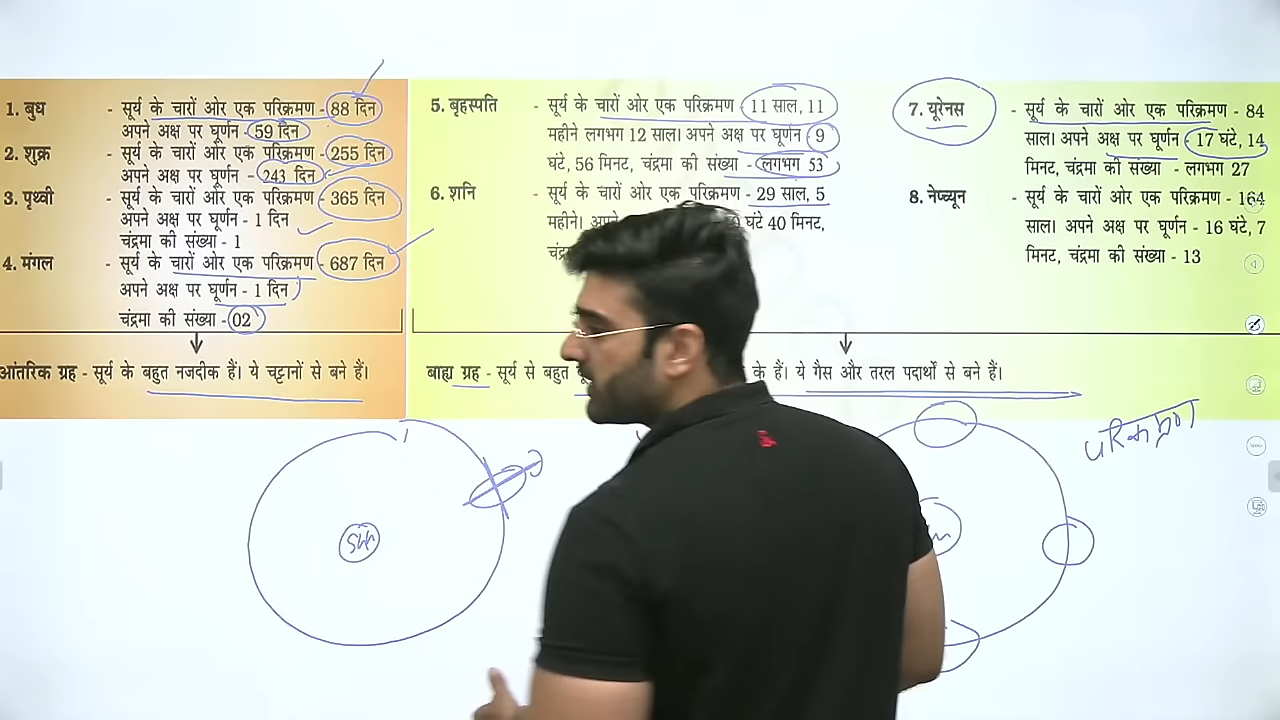 1. बुध - सूर्य के चारों ओर एक परिक्रमण - 88 दिन
अपने अक्ष पर घूर्णन - 59 दिन
2. शुक्र - सूर्य के चारों ओर एक परिक्रमण - 255 दिन
अपने अक्ष पर घूर्णन - 243 दिन
3. पृथ्वी - सूर्य के चारों ओर एक परिक्रमण - 365 दिन
अपने अक्ष पर घूर्णन - 1 दिन
चंद्रमा की संख्या - 1
4. मंगल - सूर्य के चारों ओर एक परिक्रमण - 687 दिन
अपने अक्ष पर घूर्णन - 1 दिन
चंद्रमा की संख्या - 02
आंतरिक ग्रह - सूर्य के बहुत नजदीक हैं। ये चट्टानों से बने हैं।
5. बृहस्पति - सूर्य के चारों ओर एक परिक्रमण - 11 साल, 11
महीने लगभग 12 साल। अपने अक्ष पर घूर्णन - 9
घंटे, 56 मिनट, चंद्रमा की संख्या - लगभग 53
6. शनि - सूर्य के चारों ओर एक परिक्रमण - 29 साल, 5
महीने। घंटे 40 मिनट,
7. यूरेनस - सूर्य के चारों ओर एक परिक्रमण - 84
साल। अपने अक्ष पर घूर्णन - 17 घंटे, 14
मिनट, चंद्रमा की संख्या - लगभग 27
8. नेप्च्यून - सूर्य के चारों ओर एक परिक्रमण - 164
साल। अपने अक्ष पर घूर्णन - 16 घंटे, 7
मिनट, चंद्रमा की संख्या - 13
बाह्य ग्रह - सूर्य से बहुत के हैं। ये गैस और तरल पदार्थों से बने हैं।
परिक्रमण